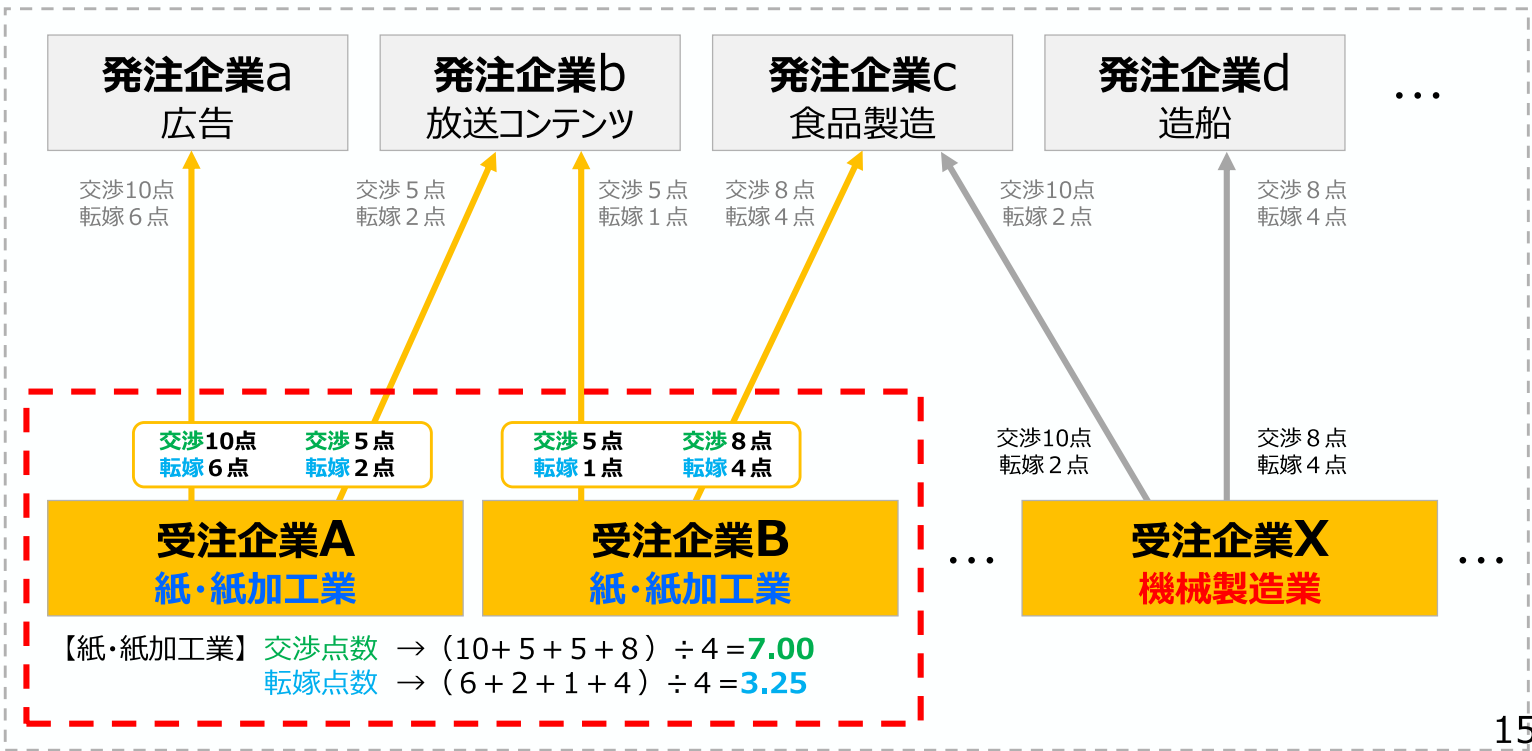 発注企業a
広告
発注企業b
放送コンテンツ
発注企業c
食品製造
発注企業d
造船
…
交渉10点
転嫁６点
交渉５点
転嫁２点
交渉５点
転嫁１点
交渉８点
転嫁４点
交渉10点
転嫁２点
交渉８点
転嫁４点
交渉10点
転嫁６点
交渉５点
転嫁２点
交渉５点
転嫁１点
交渉８点
転嫁４点
交渉10点
転嫁２点
交渉８点
転嫁４点
受注企業A
紙・紙加工業
受注企業B
紙・紙加工業
…
受注企業X
機械製造業
…
【紙・紙加工業】交渉点数 →（10+５+５+８）÷４=7.00
転嫁点数 →（６+２+１+４）÷４=3.25
15